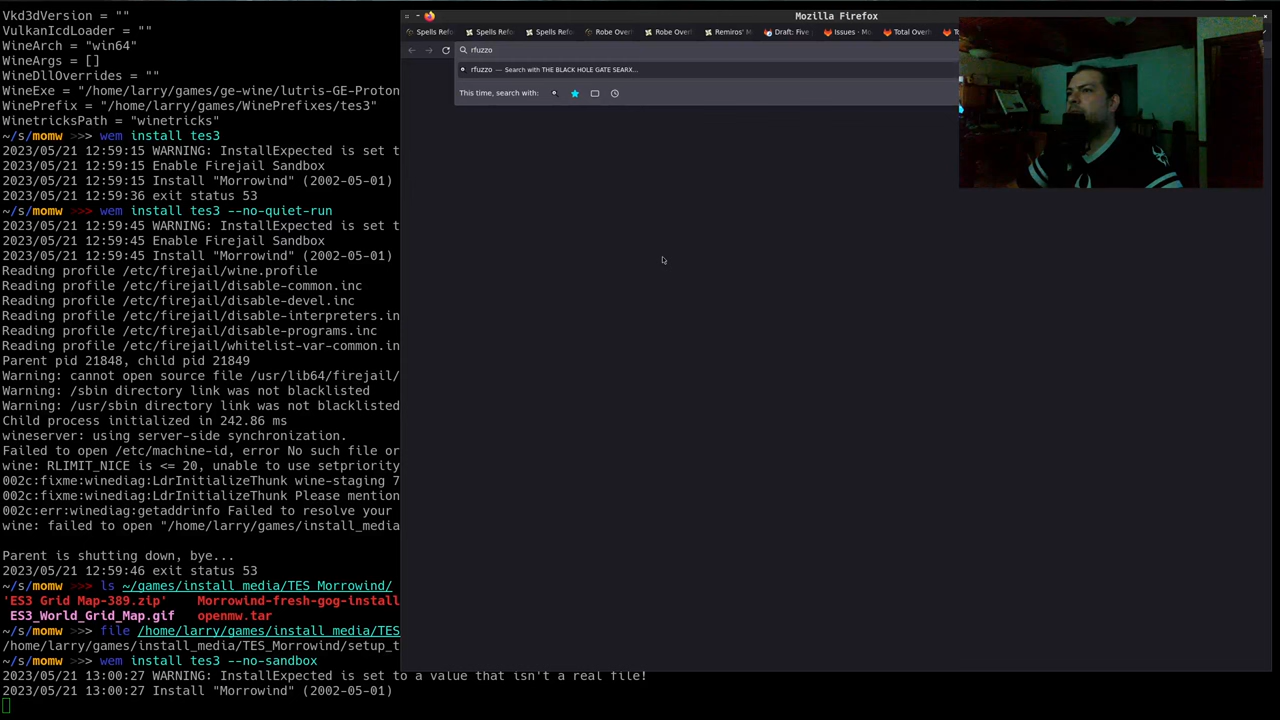 Vkd3dVersion = ""
VulkanIcdLoader = ""
WineArch = "win64"
WineArgs = []
WineDllOverrides = ""
WineExe = "/home/larry/games/ge-wine/lutris-GE-Proton
WinePrefix = "/home/larry/games/WinePrefixes/tes3"
WinetricksPath = "winetricks"
~/s/momw >>> wem install tes3
2023/05/21 12:59:15 WARNING: InstallExpected is set t
2023/05/21 12:59:15 Enable Firejail Sandbox
2023/05/21 12:59:15 Install "Morrowind" (2002-05-01)
2023/05/21 12:59:36 exit status 53
~/s/momw >>> wem install tes3 --no-quiet-run
2023/05/21 12:59:45 WARNING: InstallExpected is set t
2023/05/21 12:59:45 Enable Firejail Sandbox
2023/05/21 12:59:45 Install "Morrowind" (2002-05-01)
Reading profile /etc/firejail/wine.profile
Reading profile /etc/firejail/disable-common.inc
Reading profile /etc/firejail/disable-devel.inc
Reading profile /etc/firejail/disable-interpreters.in
Reading profile /etc/firejail/disable-programs.inc
Reading profile /etc/firejail/whitelist-var-common.in
Parent pid 21848, child pid 21849
Warning: cannot open source file /usr/lib64/firejail/
Warning: /sbin directory link was not blacklisted
Warning: /usr/sbin directory link was not blacklisted
Child process initialized in 242.86 ms
wineserver: using server-side synchronization.
Failed to open /etc/machine-id, error No such file or
wine: RLIMIT_NICE is <= 20, unable to use setpriority
002c:fixme:winediag:LdrInitializeThunk wine-staging 7
002c:fixme:winediag:LdrInitializeThunk Please mention
002c:err:winediag:getaddrinfo Failed to resolve your
wine: failed to open "/home/larry/games/install_media
Parent is shutting down, bye...
2023/05/21 12:59:46 exit status 53
~/s/momw >>> ls ~/games/install_media/TES_Morrowind/
'ES3 Grid Map-389.zip' Morrowind-fresh-gog-install
ES3_World_Grid_Map.gif openmw.tar
~/s/momw >>> file /home/larry/games/install_media/TES
/home/larry/games/install_media/TES_Morrowind/setup_t
~/s/momw >>> wem install tes3 --no-sandbox
2023/05/21 13:00:27 WARNING: InstallExpected is set to a value that isn't a real file!
2023/05/21 13:00:27 Install "Morrowind" (2002-05-01)
Mozilla Firefox
Spells Refo Spells Refo Spells Refo Robe Overl Robe Overl Remiros' M Draft: Five Issues · Mo Total Overh Total Overh To
rfuzzo
rfuzzo — Search with THE BLACK HOLE GATE SEARX...
This time, search with: